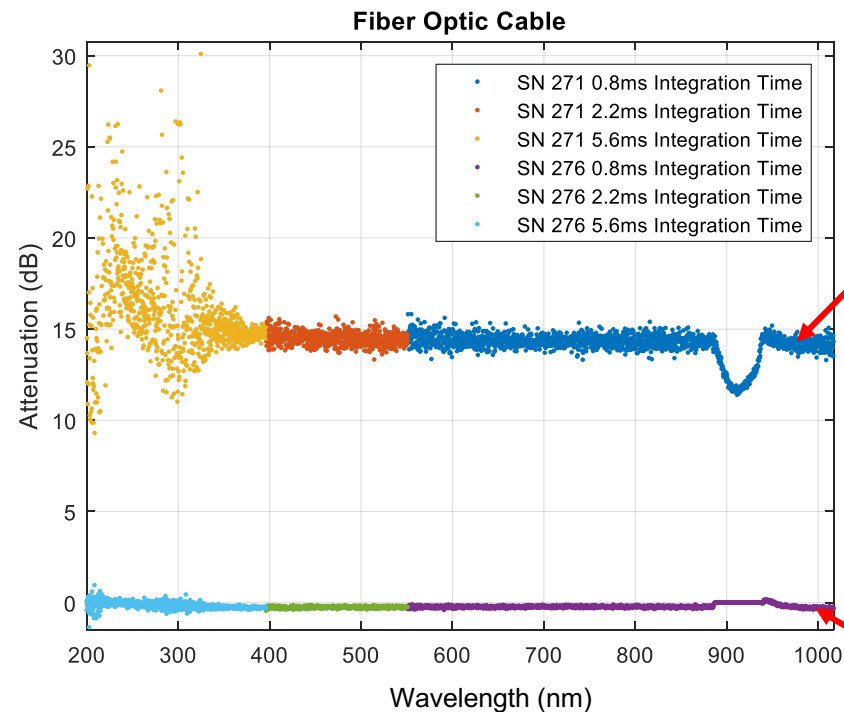 Fiber Optic Cable
SN 271 0.8ms Integration Time
SN 271 2.2ms Integration Time
SN 271 5.6ms Integration Time
SN 276 0.8ms Integration Time
SN 276 2.2ms Integration Time
SN 276 5.6ms Integration Time
Attenuation (dB)
30
25
20
15
10
5
0
200 300 400 500 600 700 800 900 1000
Wavelength (nm)